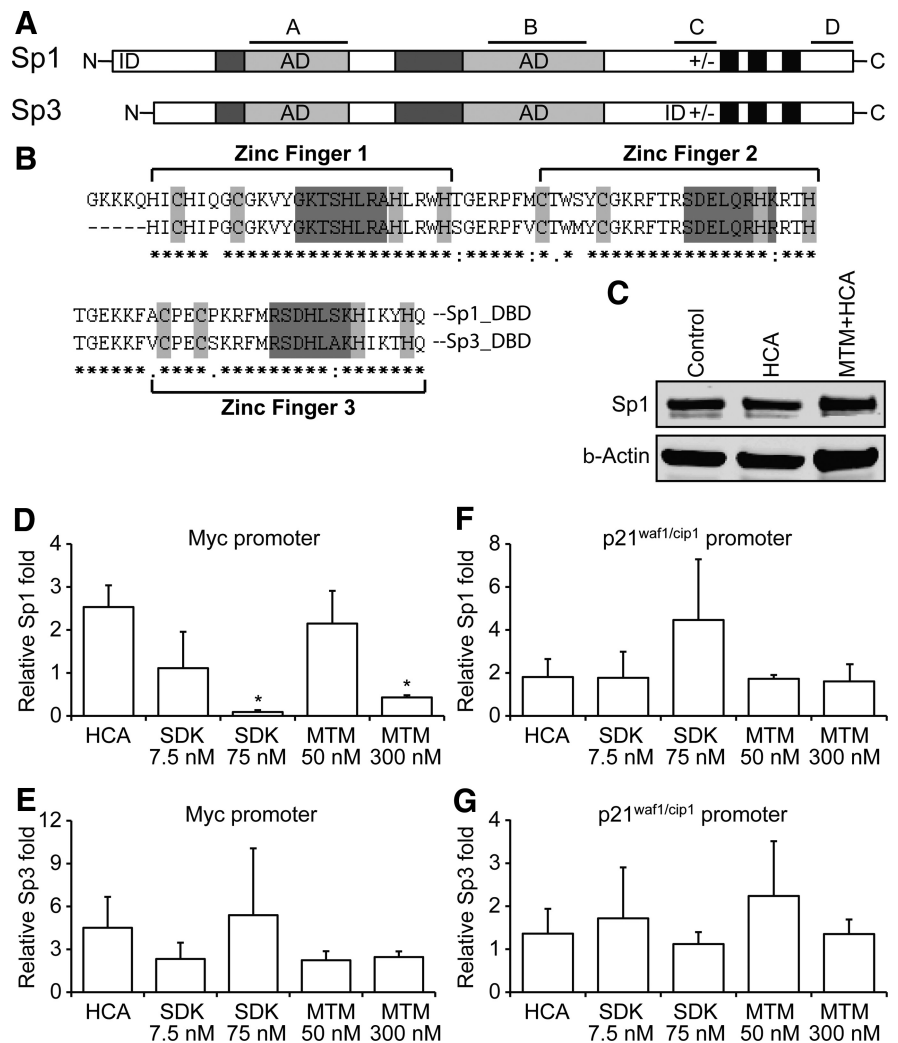 A
A B C D
Sp1 N ID AD AD +/- C
Sp3 N AD AD ID +/- C
B
Zinc Finger 1 Zinc Finger 2
GKKKQHICHIQGCGKVYGKTSHLRAHLRWHTGERPFMCTWSYCGKRFTRSDELQRHKRTH
-----HICHIPGCGKVYGKTSHLRAHLRWHSGERPFVCTWMYCGKRFTRSDELQRHRRTH
***** ******************:*****:*.* ***************:***
TGEKKFACPECPKRFMRSDHLSKHIKYHQ --Sp1_DBD
TGEKKFVCPECSKRFMRSDHLAKHIKTHQ --Sp3_DBD
******.****.*********:*******
Zinc Finger 3
C
Control HCA MTM+HCA
Sp1
b-Actin
D
Myc promoter
Relative Sp1 fold
4
3
2
1
0
* *
HCA SDK 7.5 nM SDK 75 nM MTM 50 nM MTM 300 nM
F
p21waf1/cip1 promoter
Relative Sp1 fold
8
6
4
2
0
HCA SDK 7.5 nM SDK 75 nM MTM 50 nM MTM 300 nM
E
Myc promoter
Relative Sp3 fold
12
9
6
3
0
HCA SDK 7.5 nM SDK 75 nM MTM 50 nM MTM 300 nM
G
p21waf1/cip1 promoter
Relative Sp3 fold
4
3
2
1
0
HCA SDK 7.5 nM SDK 75 nM MTM 50 nM MTM 300 nM